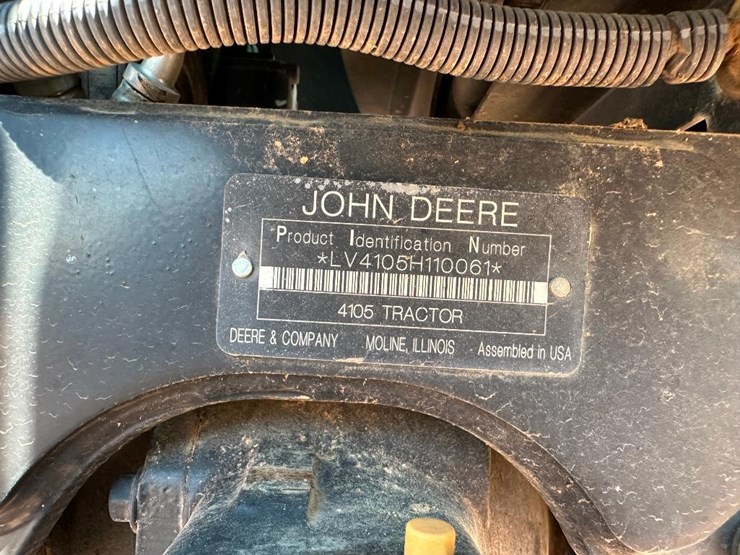 JOHN DEERE
Product Identification Number
*LV4105H110061*
4105 TRACTOR
DEERE & COMPANY MOLINE, ILLINOIS Assembled in USA